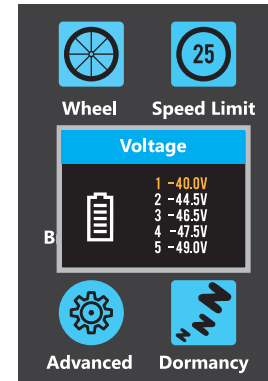 25
Wheel
Speed Limit
Voltage
1 -40.0V
2 -44.5V
3 -46.5V
4 -47.5V
5 -49.0V
B
Advanced
Dormancy